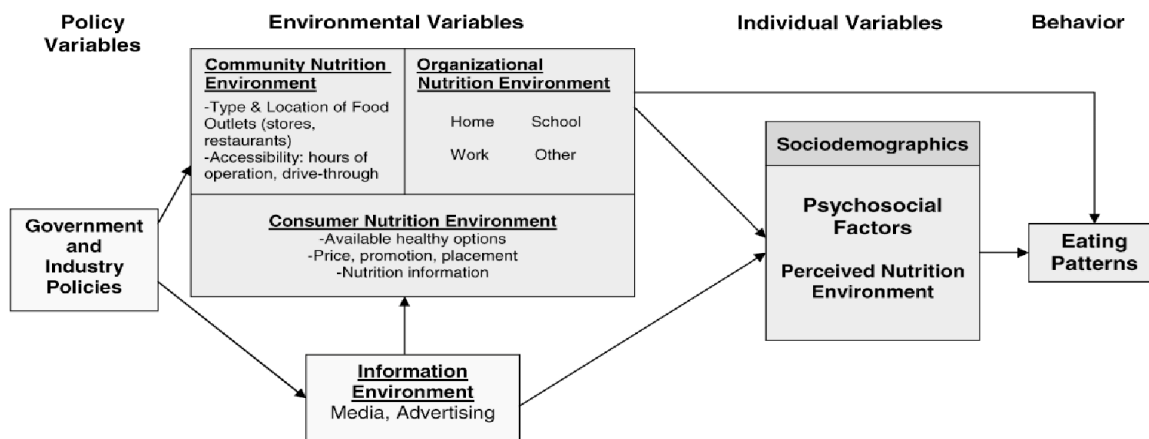 Policy
Variables
Environmental Variables
Individual Variables
Behavior
Community Nutrition
Environment
-Type & Location of Food
Outlets (stores,
restaurants)
-Accessibility: hours of
operation, drive-through
Organizational
Nutrition Environment
Home School
Work Other
Consumer Nutrition Environment
-Available healthy options
-Price, promotion, placement
-Nutrition information
Government
and
Industry
Policies
Information
Environment
Media, Advertising
Sociodemographics
Psychosocial
Factors
Perceived Nutrition
Environment
Eating
Patterns